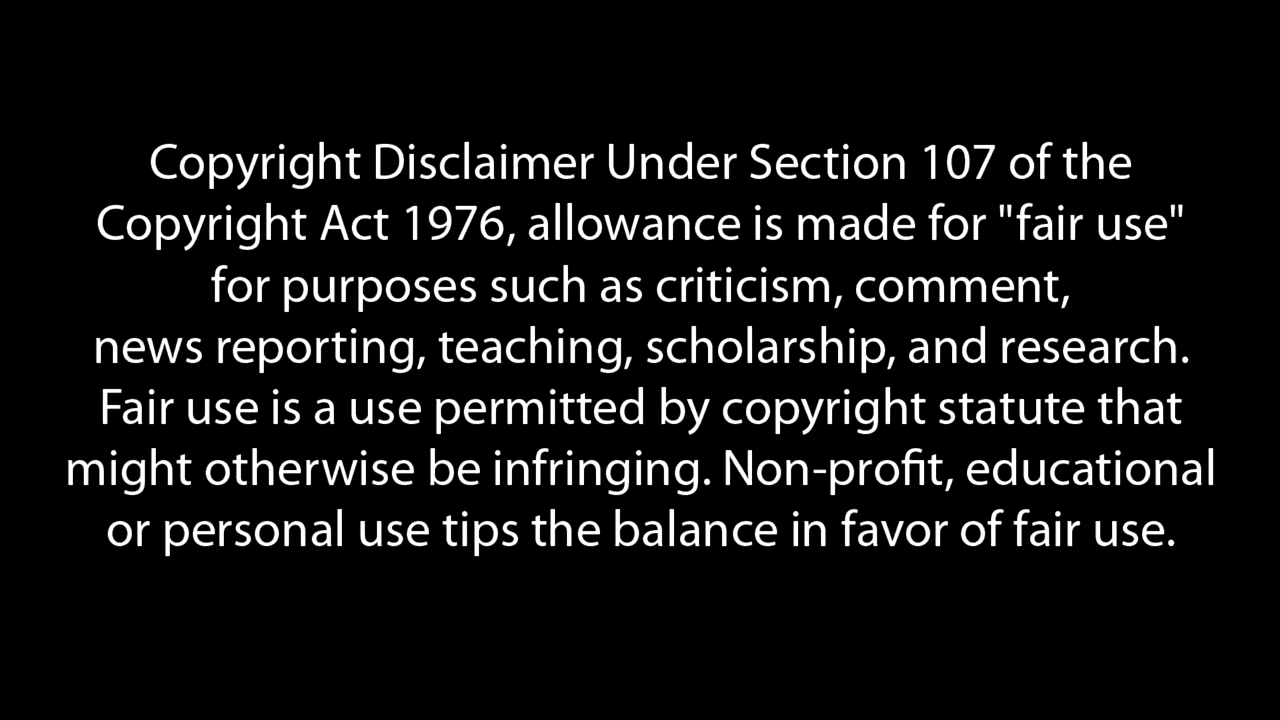 Copyright Disclaimer Under Section 107 of the
Copyright Act 1976, allowance is made for "fair use"
for purposes such as criticism, comment,
news reporting, teaching, scholarship, and research.
Fair use is a use permitted by copyright statute that
might otherwise be infringing. Non-profit, educational
or personal use tips the balance in favor of fair use.